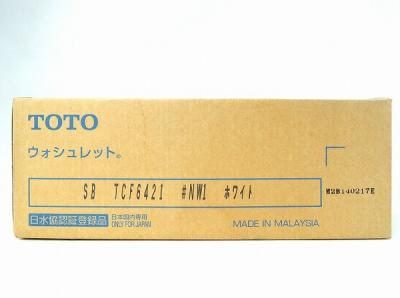 TOTO
ウォシュレット。
SB TCF6421 #NW1 ホワイト
M2B140217E
日水協認証登録品
日本国内専用
ONLY FOR JAPAN
MADE IN MALAYSIA